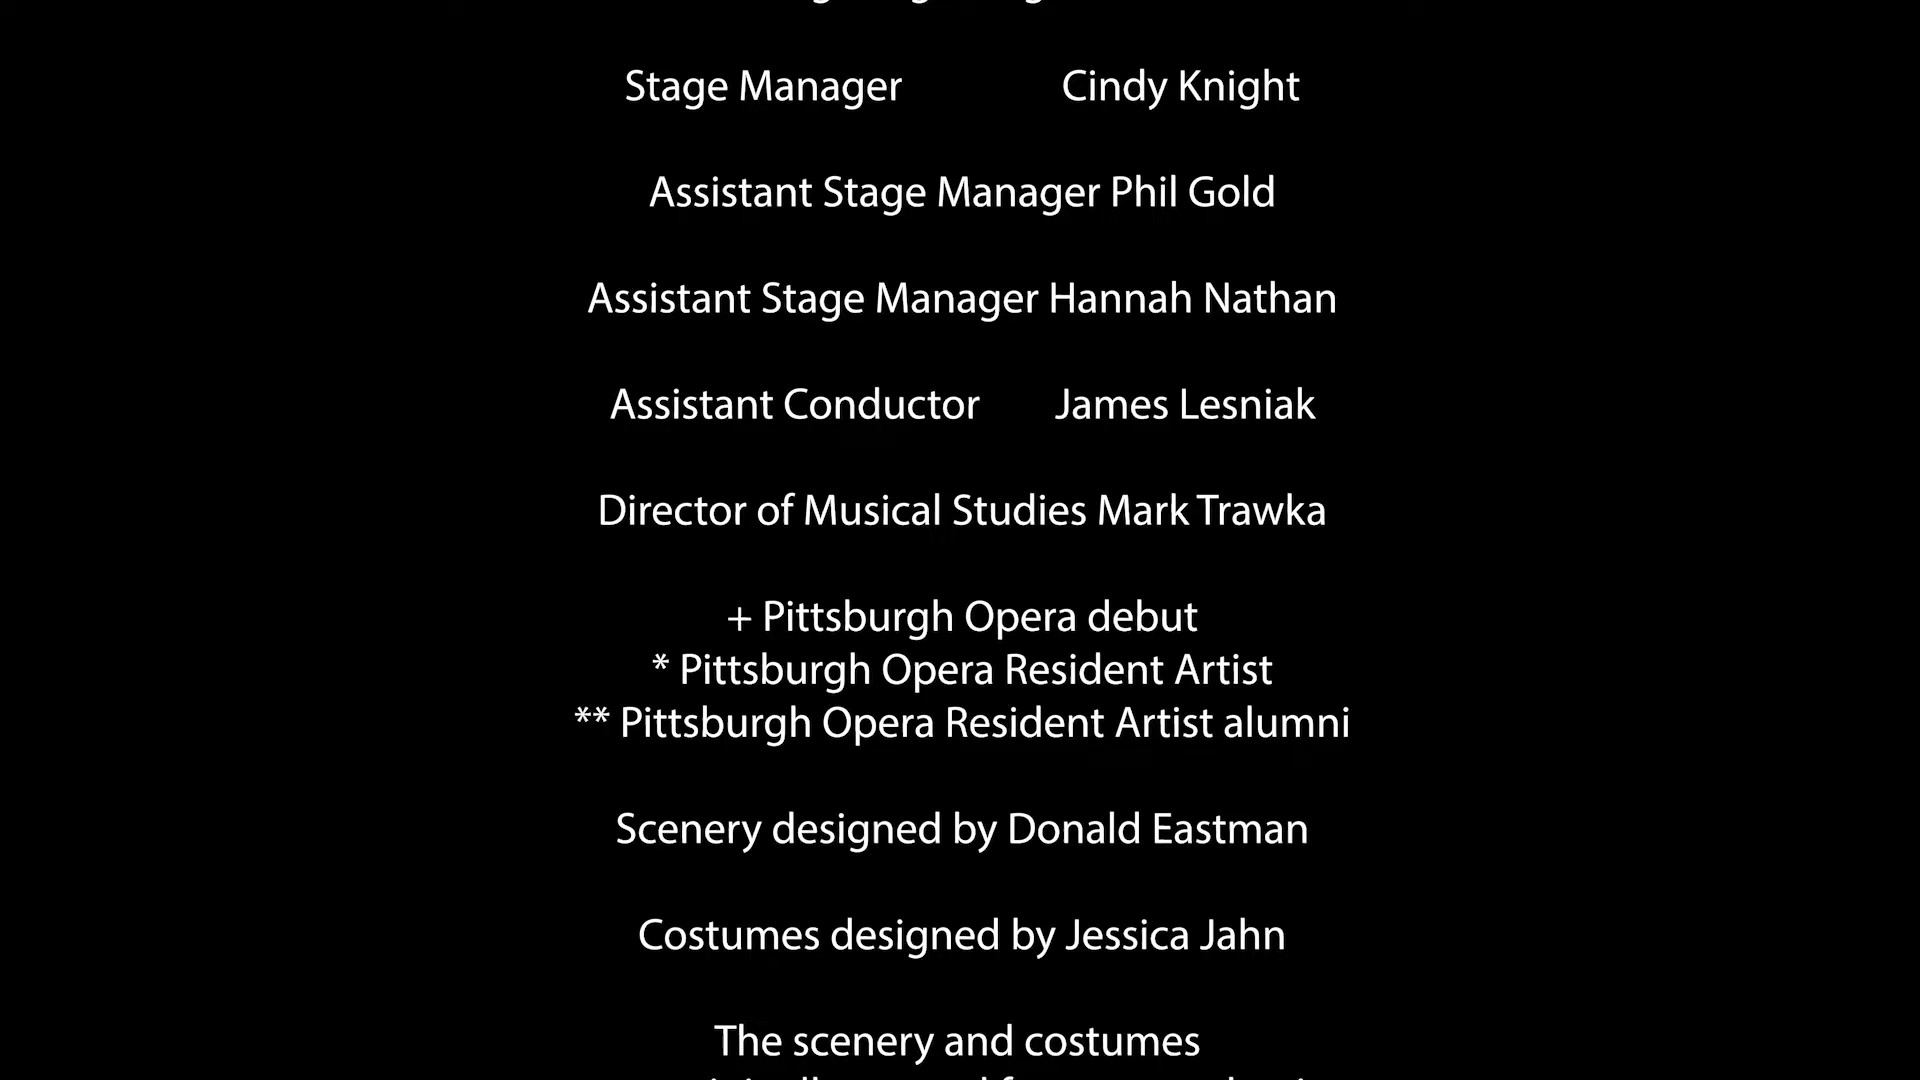 Stage Manager Cindy Knight
Assistant Stage Manager Phil Gold
Assistant Stage Manager Hannah Nathan
Assistant Conductor James Lesniak
Director of Musical Studies Mark Trawka
+ Pittsburgh Opera debut
* Pittsburgh Opera Resident Artist
** Pittsburgh Opera Resident Artist alumni
Scenery designed by Donald Eastman
Costumes designed by Jessica Jahn
The scenery and costumes